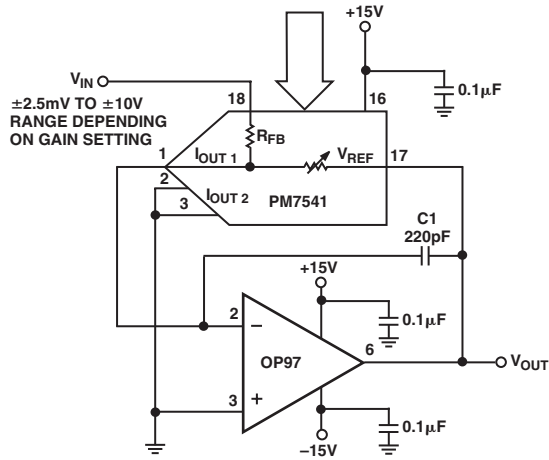 +15V
V_IN
±2.5mV TO ±10V
RANGE DEPENDING
ON GAIN SETTING
18
16
0.1μF
R_FB
1
I_OUT 1
V_REF
17
2
I_OUT 2
3
PM7541
C1
220pF
+15V
0.1μF
2
−
OP97
6
V_OUT
3
+
0.1μF
−15V